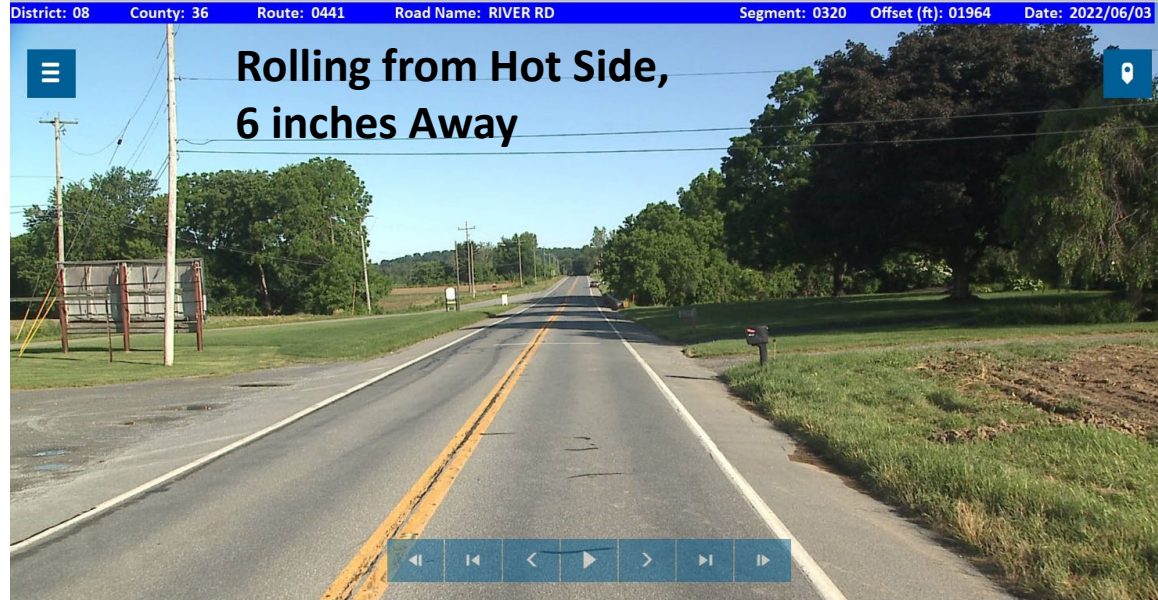 District: 08 County: 36 Route: 0441 Road Name: RIVER RD Segment: 0320 Offset (ft): 01964 Date: 2022/06/03
Rolling from Hot Side,
6 inches Away